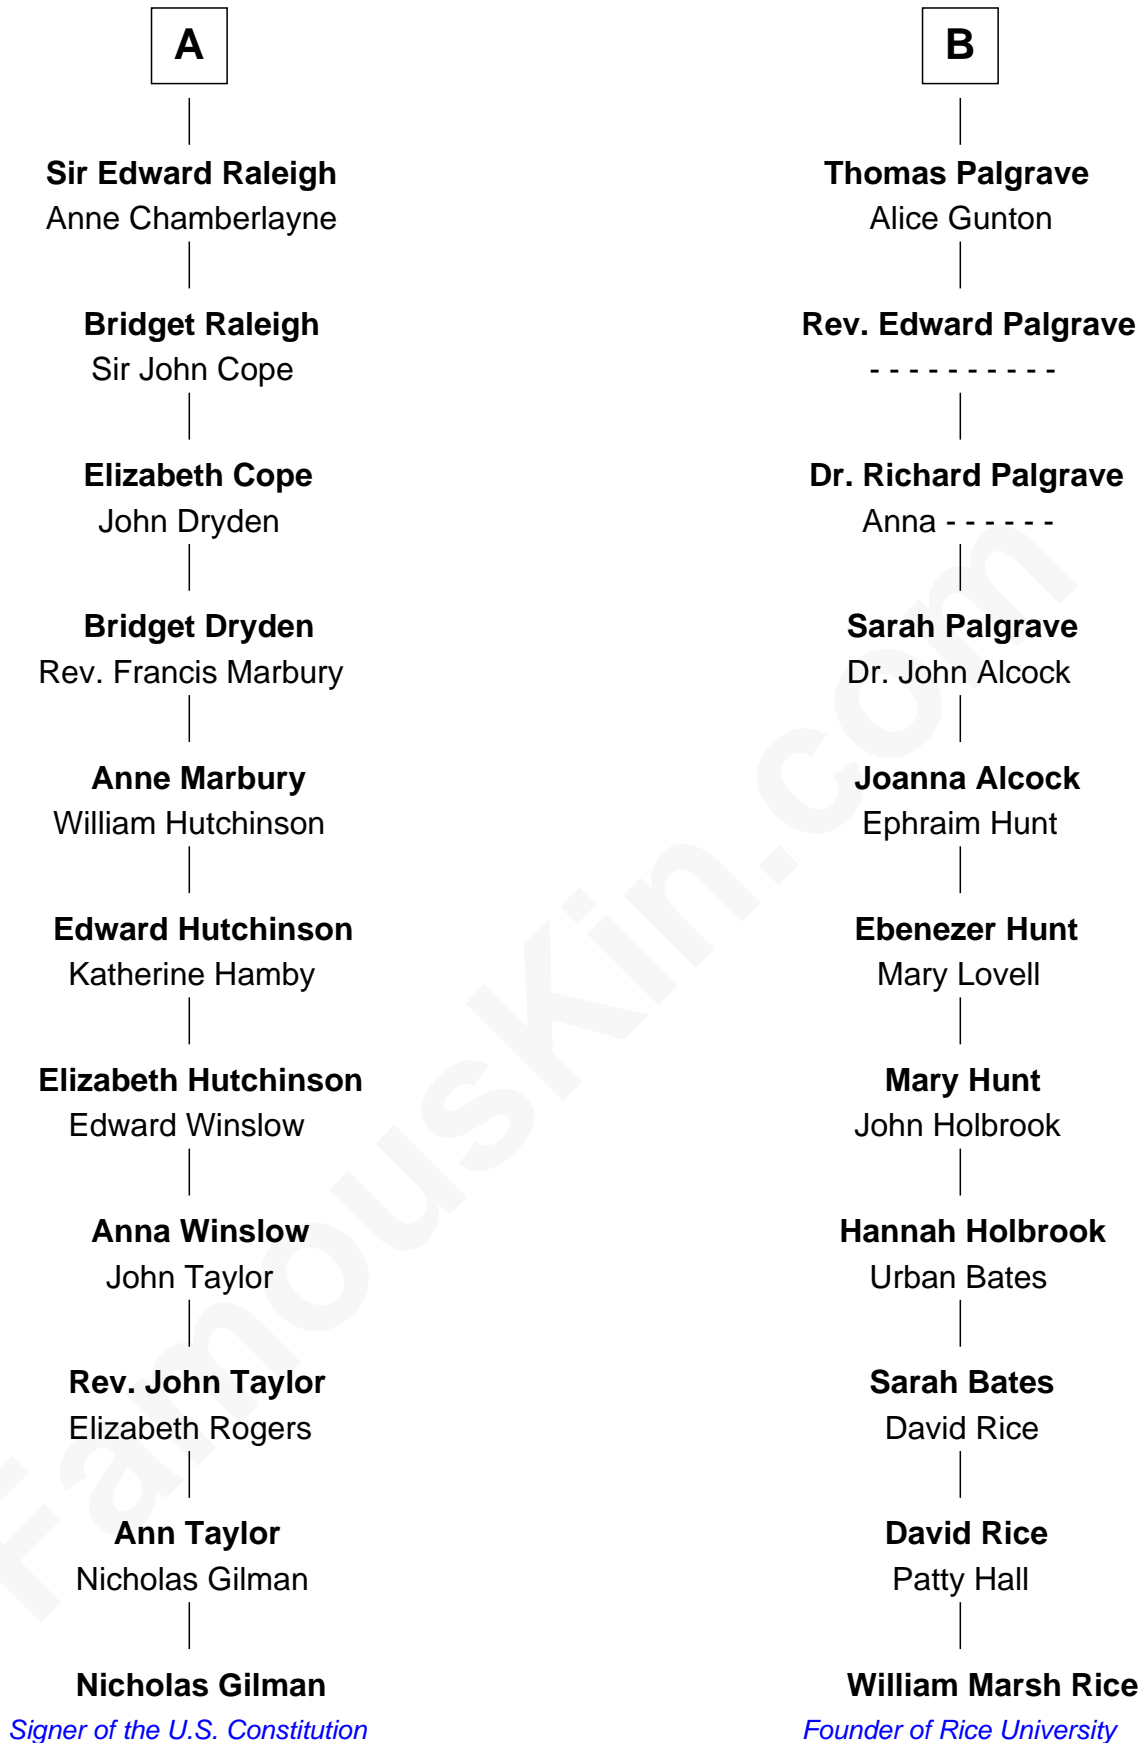 A
Sir Edward Raleigh
Anne Chamberlayne
Bridget Raleigh
Sir John Cope
Elizabeth Cope
John Dryden
Bridget Dryden
Rev. Francis Marbury
Anne Marbury
William Hutchinson
Edward Hutchinson
Katherine Hamby
Elizabeth Hutchinson
Edward Winslow
Anna Winslow
John Taylor
Rev. John Taylor
Elizabeth Rogers
Ann Taylor
Nicholas Gilman
Nicholas Gilman
Signer of the U.S. Constitution
B
Thomas Palgrave
Alice Gunton
Rev. Edward Palgrave
- - - - - - - - - -
Dr. Richard Palgrave
Anna - - - - - -
Sarah Palgrave
Dr. John Alcock
Joanna Alcock
Ephraim Hunt
Ebenezer Hunt
Mary Lovell
Mary Hunt
John Holbrook
Hannah Holbrook
Urban Bates
Sarah Bates
David Rice
David Rice
Patty Hall
William Marsh Rice
Founder of Rice University
FamousKin.com